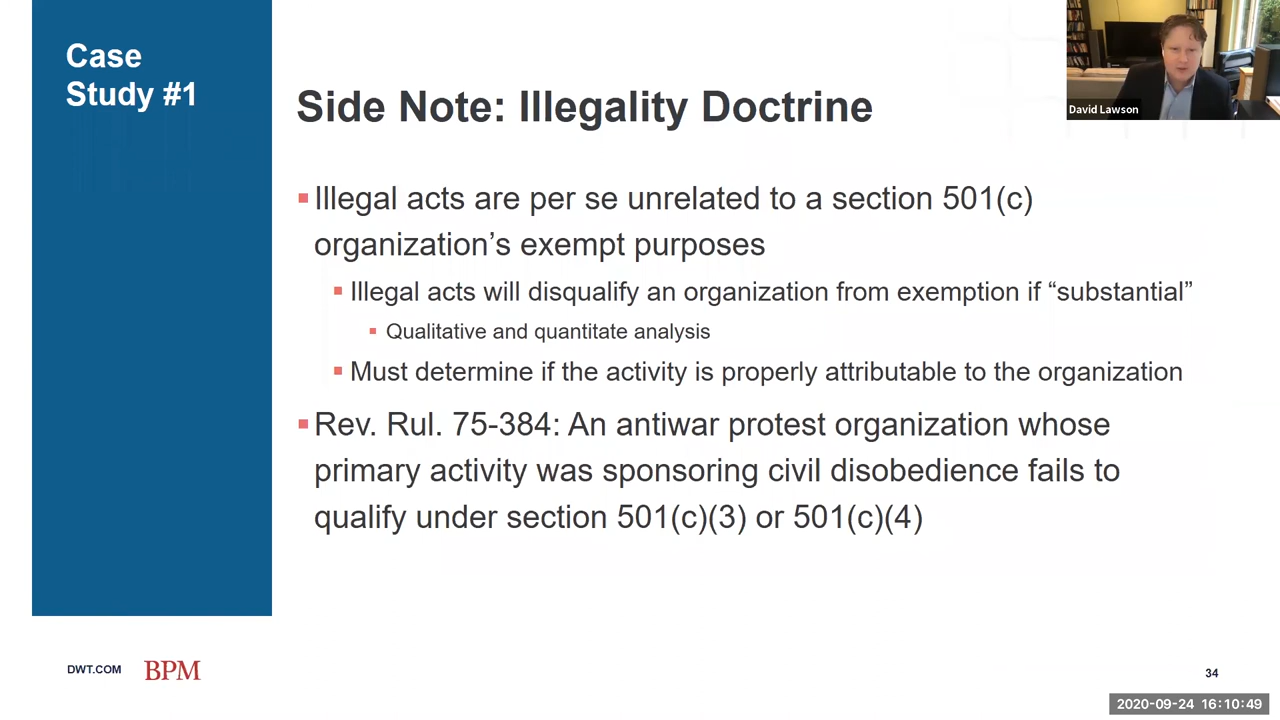 Case
Study #1
Side Note: Illegality Doctrine
David Lawson
Illegal acts are per se unrelated to a section 501(c)
organization’s exempt purposes
Illegal acts will disqualify an organization from exemption if “substantial”
Qualitative and quantitate analysis
Must determine if the activity is properly attributable to the organization
Rev. Rul. 75-384: An antiwar protest organization whose
primary activity was sponsoring civil disobedience fails to
qualify under section 501(c)(3) or 501(c)(4)
DWT.COM BPM
34
2020-09-24 16:10:49